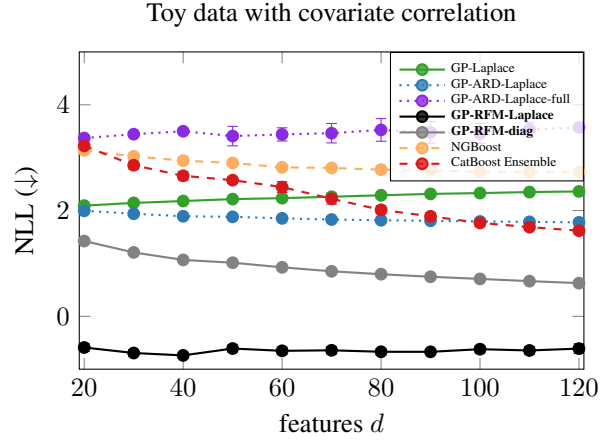 Toy data with covariate correlation
GP-Laplace
GP-ARD-Laplace
GP-ARD-Laplace-full
GP-RFM-Laplace
GP-RFM-diag
NGBoost
CatBoost Ensemble
NLL (↓)
4
2
0
20 40 60 80 100 120
features d